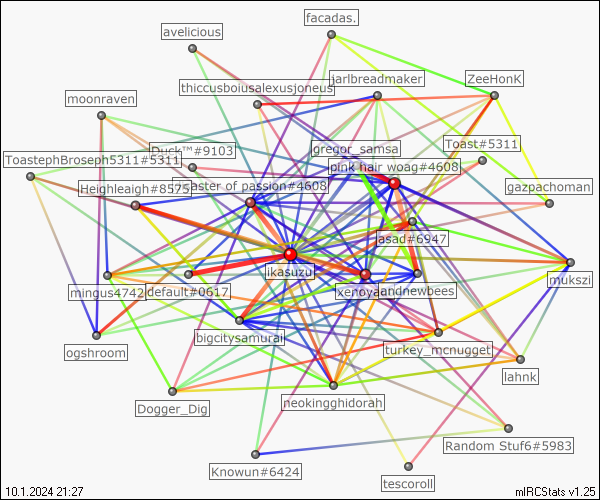 facadas.
avelicious
jarlbreadmaker
ZeeHonK
thiccusboiusalexusjoneus
moonraven
Toast#5311
gregor_samsa
Duck™#9103
ToastephBroseph5311#5311
pink hair woag#4608
Heighleaigh#8575
master of passion#4608
gazpachoman
asad#6947
ikasuzu
mukszi
mingus4742
default#0617
xenoya
andnewbees
bigcitysamurai
ogshroom
turkey_mcnugget
lahnk
neokingghidorah
Dogger_Dig
Random Stuf6#5983
Knowun#6424
tescoroll
10.1.2024 21:27
mIRCStats v1.25